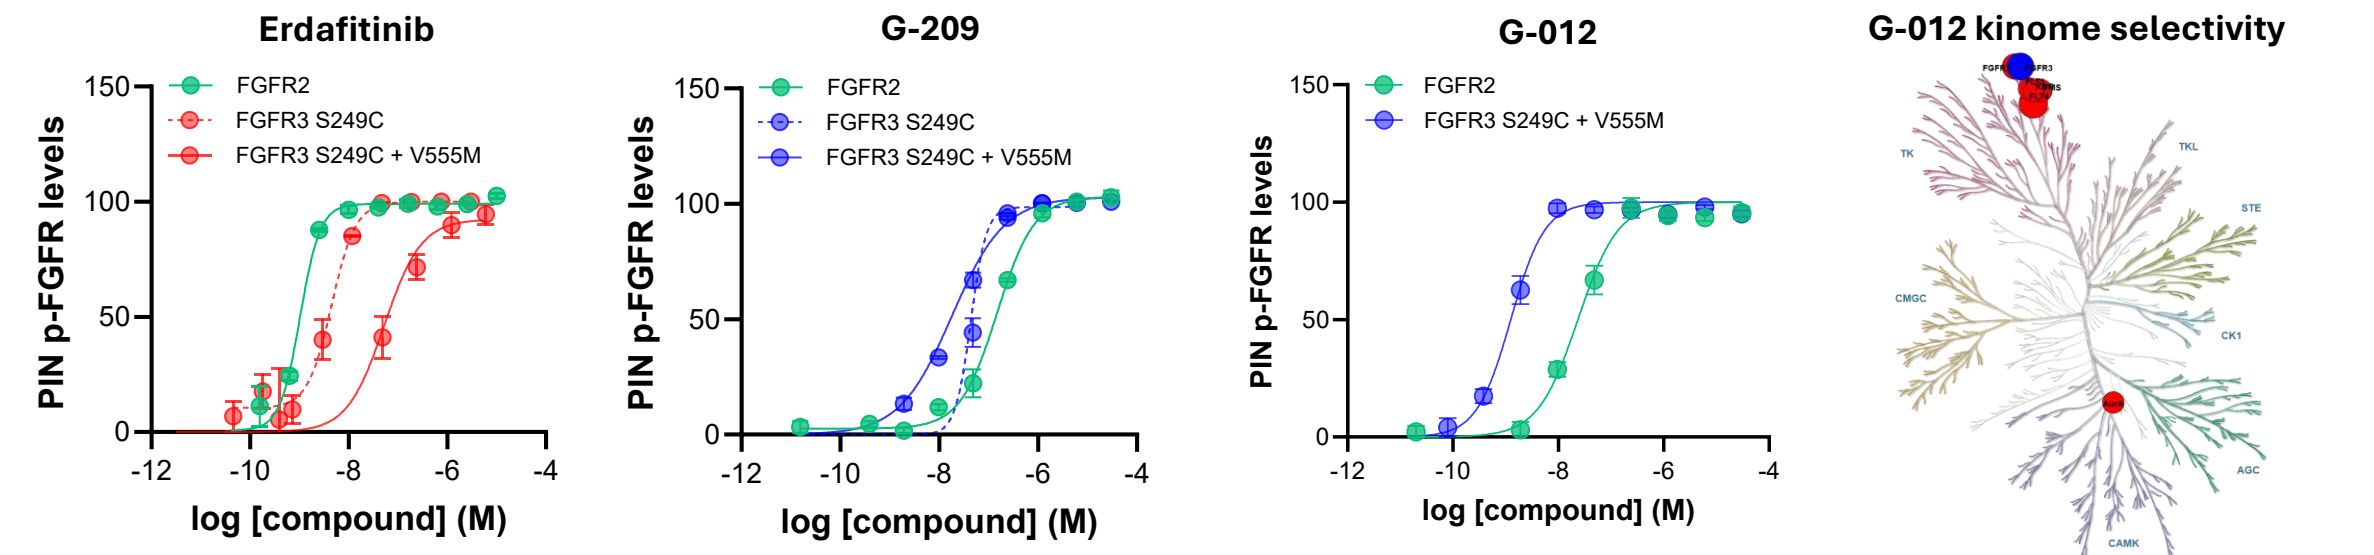 Erdafitinib
150
100
50
0
-12
-10
-8
-6
-4
PIN p-FGFR levels
log [compound] (M)
FGFR2
FGFR3 S249C
FGFR3 S249C + V555M
G-209
150
100
50
0
-12
-10
-8
-6
-4
PIN p-FGFR levels
log [compound] (M)
FGFR2
FGFR3 S249C
FGFR3 S249C + V555M
G-012
150
100
50
0
-12
-10
-8
-6
-4
PIN p-FGFR levels
log [compound] (M)
FGFR2
FGFR3 S249C + V555M
G-012 kinome selectivity
TK
TKL
STE
CMGC
CK1
AurA
AGC
CAMK